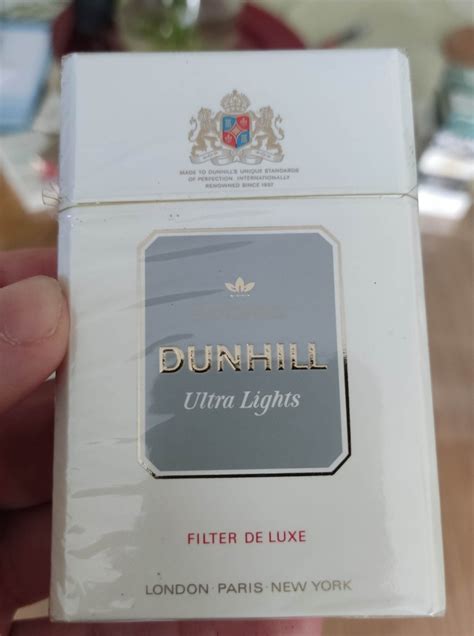 MADE TO DUNHILL'S UNIQUE STANDARDS
OF PERFECTION. INTERNATIONALLY
RENOWNED SINCE 1907
DUNHILL
Ultra Lights
FILTER DE LUXE
LONDON · PARIS · NEW YORK